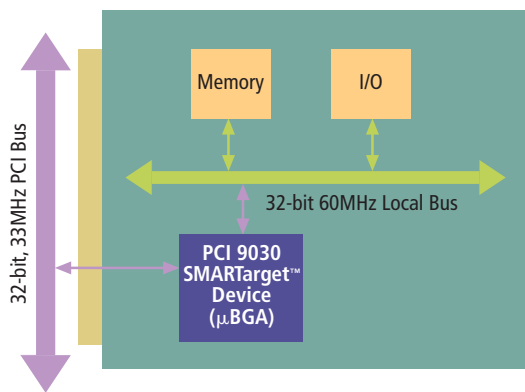 Memory
I/O
32-bit, 33MHz PCI Bus
32-bit 60MHz Local Bus
PCI 9030
SMARTarget™
Device
(µBGA)